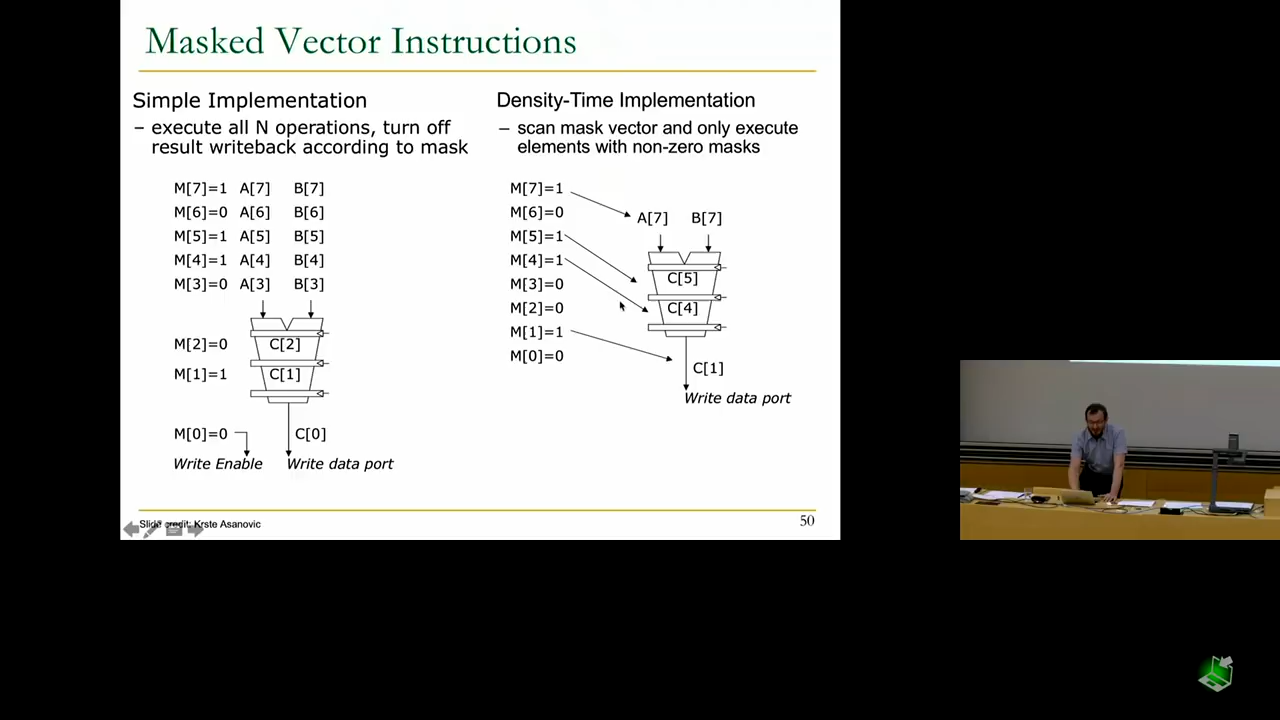 Masked Vector Instructions
Simple Implementation
– execute all N operations, turn off
result writeback according to mask
M[7]=1 A[7] B[7]
M[6]=0 A[6] B[6]
M[5]=1 A[5] B[5]
M[4]=1 A[4] B[4]
M[3]=0 A[3] B[3]
M[2]=0 C[2]
M[1]=1 C[1]
M[0]=0 C[0]
Write Enable Write data port
Density-Time Implementation
– scan mask vector and only execute
elements with non-zero masks
M[7]=1
M[6]=0 A[7] B[7]
M[5]=1
M[4]=1 C[5]
M[3]=0
M[2]=0 C[4]
M[1]=1
M[0]=0 C[1]
Write data port
Slide credit: Krste Asanovic
50